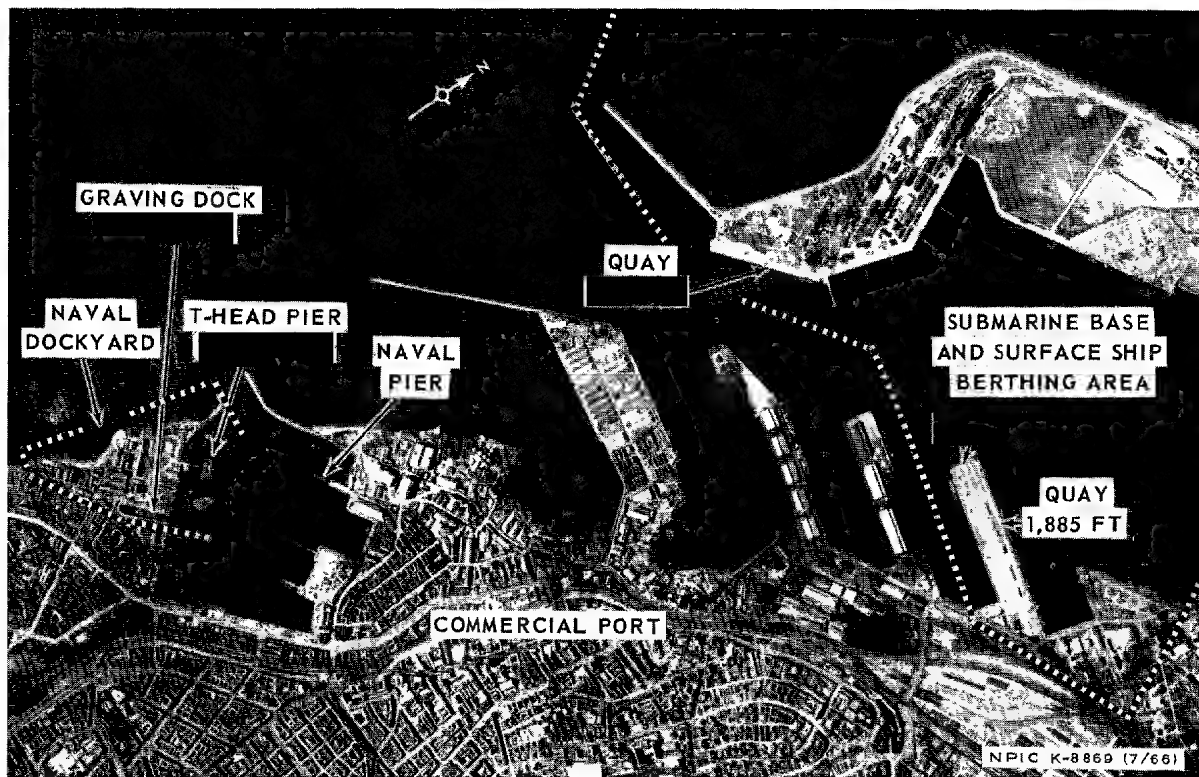 N
GRAVING DOCK
NAVAL
DOCKYARD
T-HEAD PIER
NAVAL
PIER
QUAY
SUBMARINE BASE
AND SURFACE SHIP
BERTHING AREA
QUAY
1,885 FT
COMMERCIAL PORT
NPIC K-8869 (7/66)